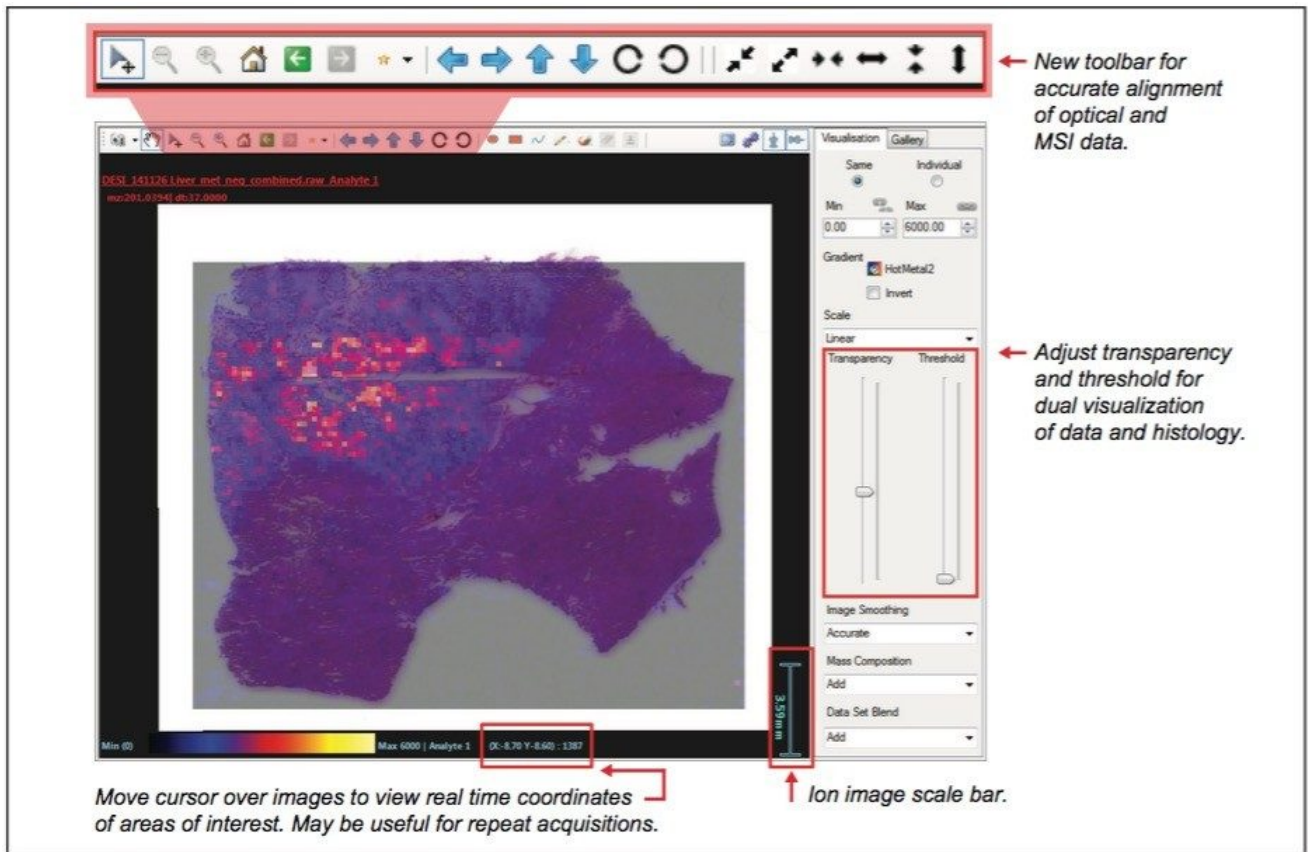 New toolbar for
accurate alignment
of optical and
MSI data.
DESI_141126 Liver_met_neg_combined.raw Analyte 1
mz:201.0394| dt:37.0000
Visualisation Gallery
Same Individual
Min Max
0.00 6000.00
Gradient
HotMetal2
Invert
Scale
Linear
Transparency Threshold
Adjust transparency
and threshold for
dual visualization
of data and histology.
Image Smoothing
Accurate
Mass Composition
Add
Data Set Blend
Add
3.59mm
Min (0) Max 6000 | Analyte 1 (X:-8.70 Y-8.60) : 1387
Move cursor over images to view real time coordinates
of areas of interest. May be useful for repeat acquisitions.
Ion image scale bar.